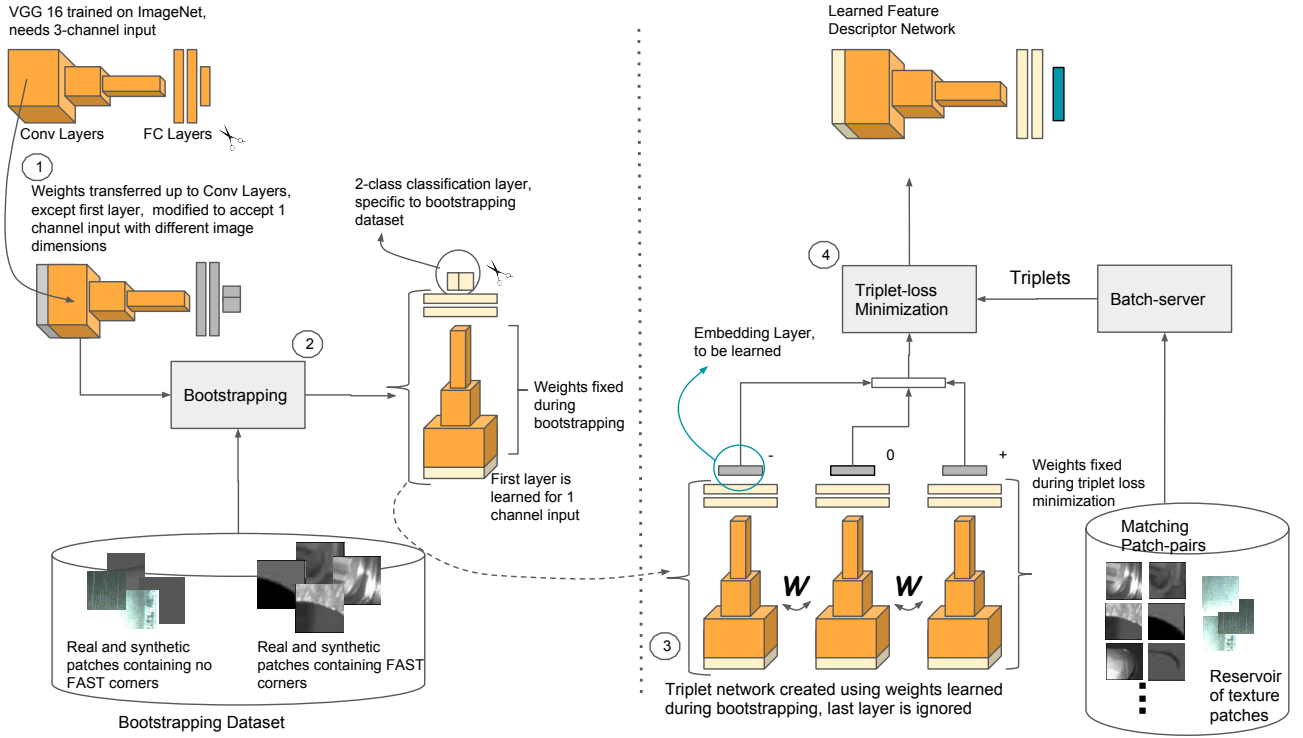 VGG 16 trained on ImageNet,
needs 3-channel input
Conv Layers
FC Layers
1
Weights transferred up to Conv Layers,
except first layer, modified to accept 1
channel input with different image
dimensions
2-class classification layer,
specific to bootstrapping
dataset
2
Bootstrapping
Weights fixed
during
bootstrapping
First layer is
learned for 1
channel input
Real and synthetic
patches containing no
FAST corners
Real and synthetic
patches containing FAST
corners
Bootstrapping Dataset
Learned Feature
Descriptor Network
4
Triplet-loss
Minimization
Triplets
Batch-server
Embedding Layer,
to be learned
-
0
+
Weights fixed
during triplet loss
minimization
W
W
3
Triplet network created using weights learned
during bootstrapping, last layer is ignored
Matching
Patch-pairs
Reservoir
of texture
patches